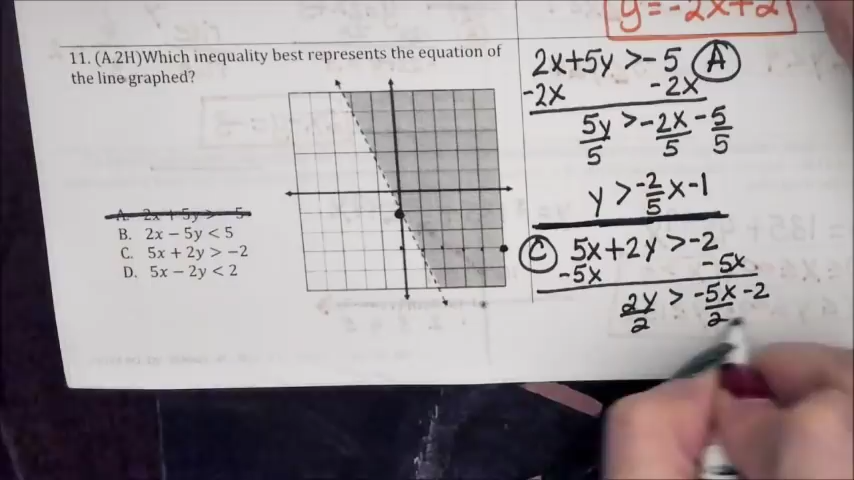 y=-2x+2
11. (A.2H)Which inequality best represents the equation of
the line graphed?
A. 2x + 5y > -5
B. 2x − 5y < 5
C. 5x + 2y > −2
D. 5x − 2y < 2
2x+5y >-5 A
-2x -2x
5y > -2x - 5
5 5 5
y > -2/5 x-1
C 5x+2y >-2
-5x -5x
2y > -5x -2
2 2